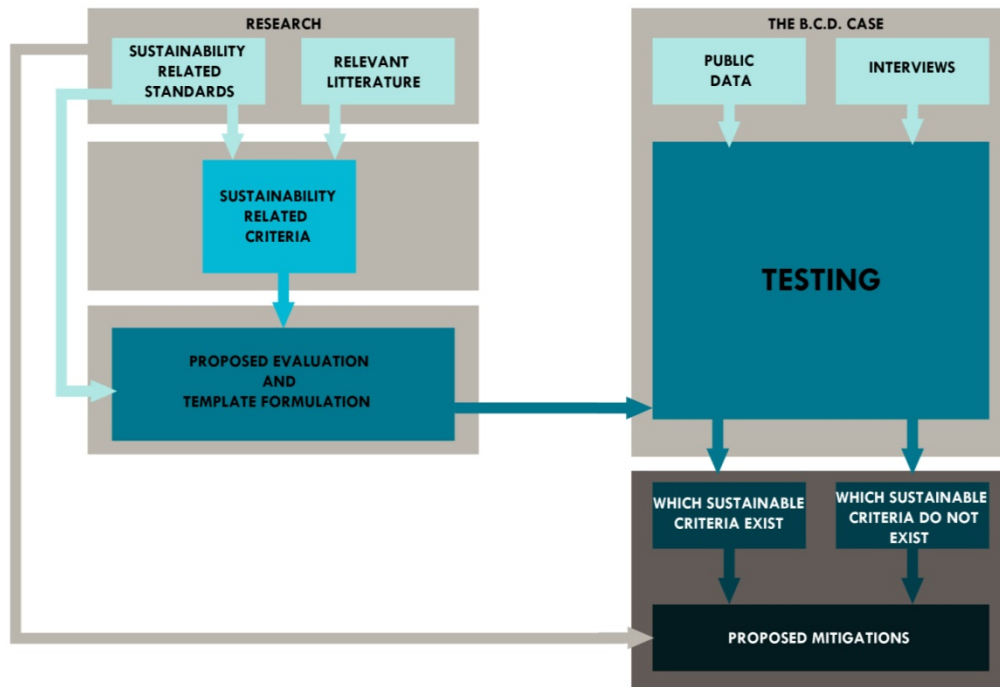 RESEARCH
SUSTAINABILITY
RELATED
STANDARDS
RELEVANT
LITTERATURE
SUSTAINABILITY
RELATED
CRITERIA
PROPOSED EVALUATION
AND
TEMPLATE FORMULATION
THE B.C.D. CASE
PUBLIC
DATA
INTERVIEWS
TESTING
WHICH SUSTAINABLE
CRITERIA EXIST
WHICH SUSTAINABLE
CRITERIA DO NOT
EXIST
PROPOSED MITIGATIONS